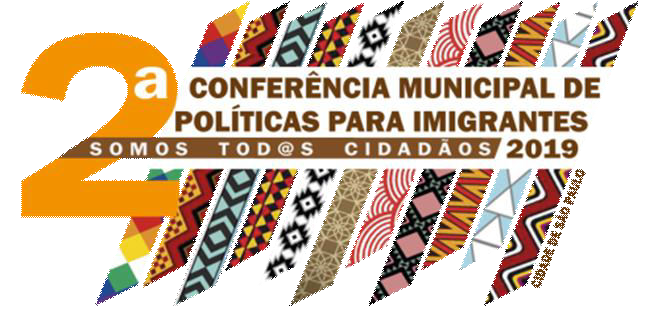 2ª CONFERÊNCIA MUNICIPAL DE
POLÍTICAS PARA IMIGRANTES
SOMOS TOD@S CIDADÃOS 2019
CIDADE DE SÃO PAULO